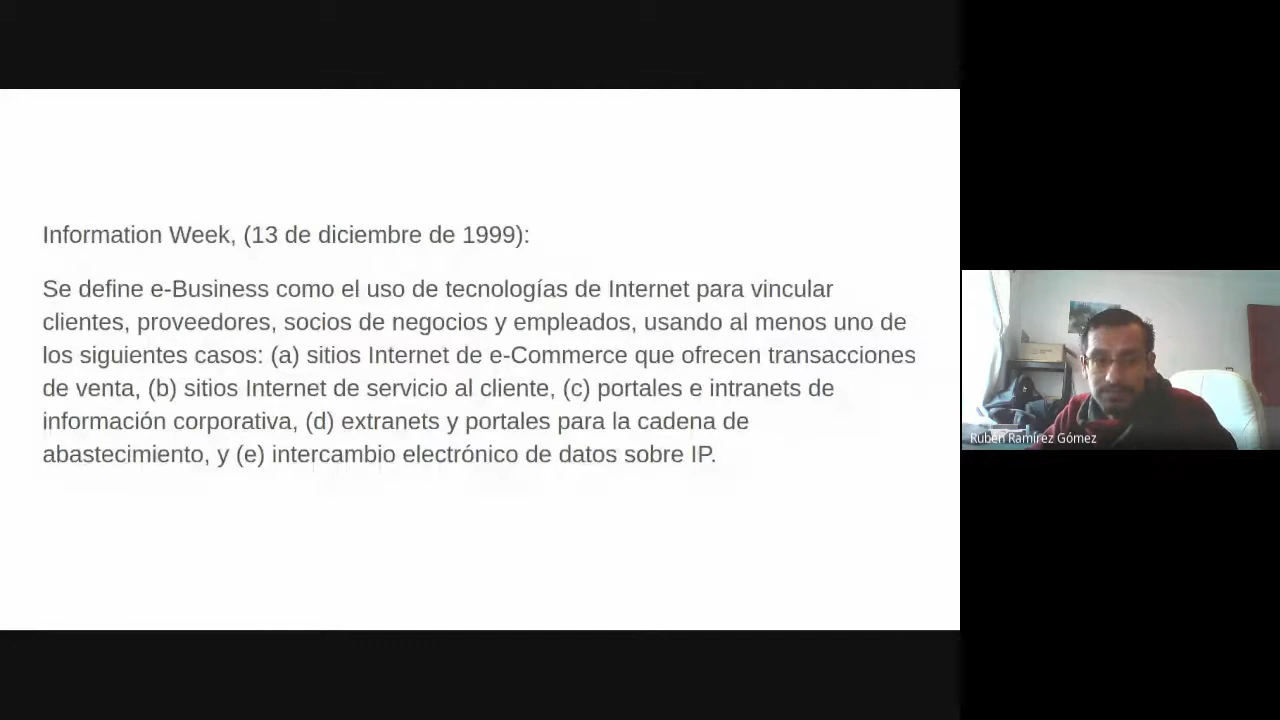 Information Week, (13 de diciembre de 1999):
Se define e-Business como el uso de tecnologías de Internet para vincular
clientes, proveedores, socios de negocios y empleados, usando al menos uno de
los siguientes casos: (a) sitios Internet de e-Commerce que ofrecen transacciones
de venta, (b) sitios Internet de servicio al cliente, (c) portales e intranets de
información corporativa, (d) extranets y portales para la cadena de
abastecimiento, y (e) intercambio electrónico de datos sobre IP.
Rubén Ramírez Gómez